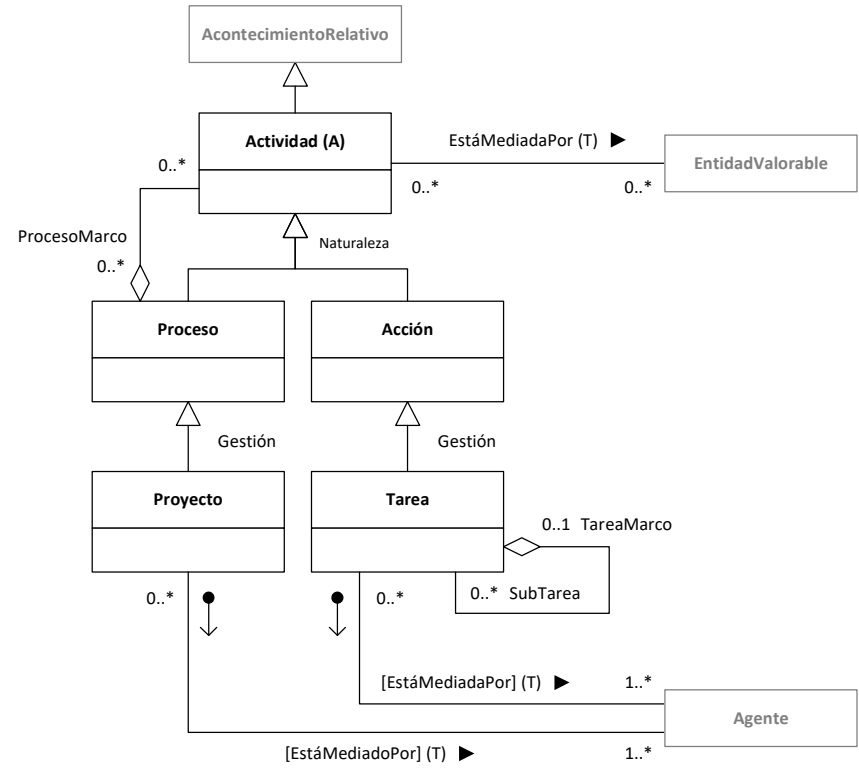 AcontecimientoRelativo
Actividad (A)
EstáMediadaPor (T)
EntidadValorable
0..*
0..*
0..*
ProcesoMarco
0..*
Naturaleza
Proceso
Acción
Gestión
Gestión
Proyecto
Tarea
0..1 TareaMarco
0..*
0..*
0..* SubTarea
[EstáMediadaPor] (T)
1..*
Agente
[EstáMediadoPor] (T)
1..*